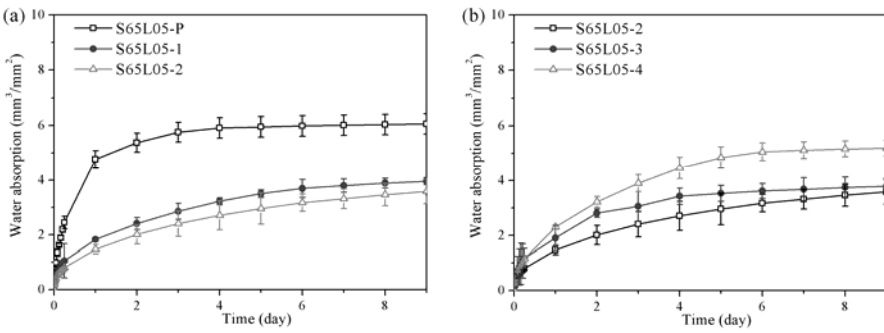 (a)
10
8
6
4
2
0
Water absorption (mm³/mm²)
S65L05-P
S65L05-1
S65L05-2
0 2 4 6 8
Time (day)
(b)
10
8
6
4
2
0
Water absorption (mm³/mm²)
S65L05-2
S65L05-3
S65L05-4
0 2 4 6 8
Time (day)